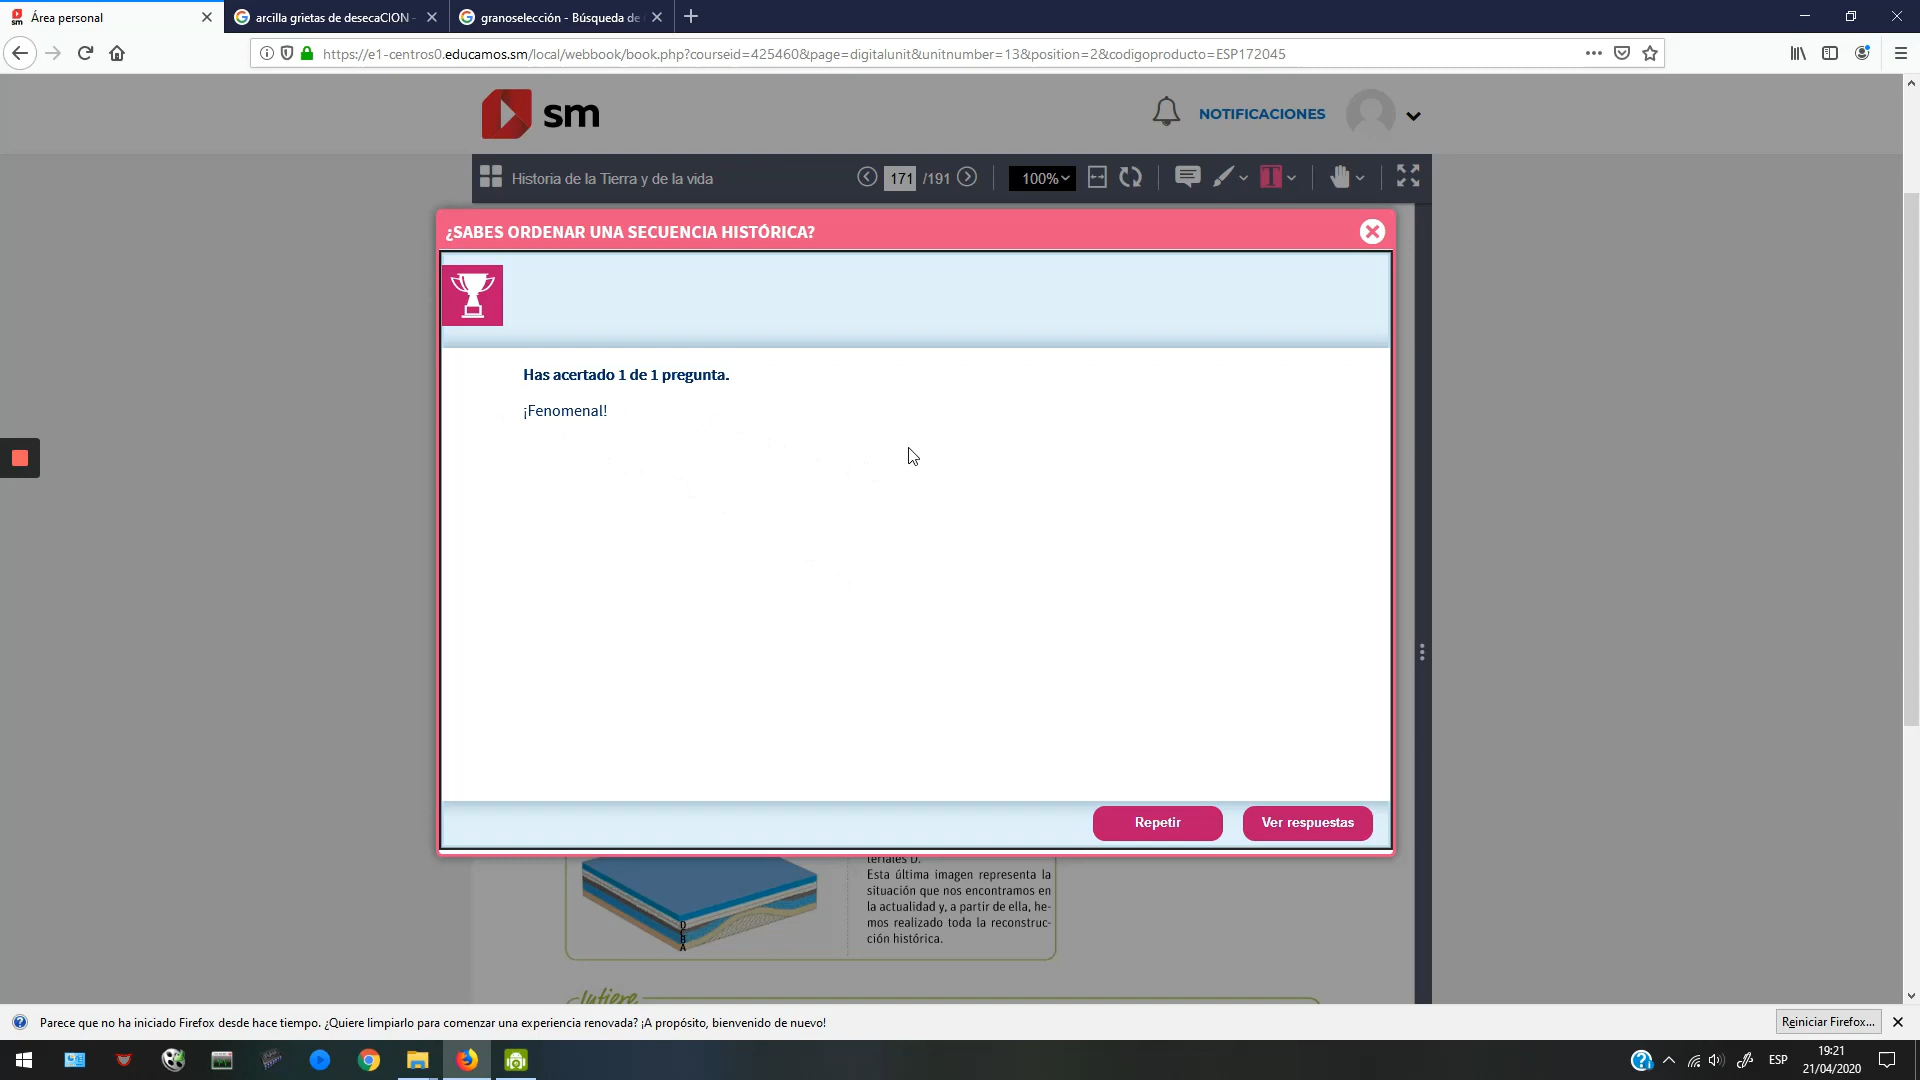 Área personal
arcilla grietas de desecaCION -
granoselección - Búsqueda de
https://e1-centros0.educamos.sm/local/webbook/book.php?courseid=425460&page=digitalunit&unitnumber=13&position=2&codigoproducto=ESP172045
sm
NOTIFICACIONES
Historia de la Tierra y de la vida
171 /191
100%
¿SABES ORDENAR UNA SECUENCIA HISTÓRICA?
Has acertado 1 de 1 pregunta.
¡Fenomenal!
Repetir
Ver respuestas
teriales D.
Esta última imagen representa la
situación que nos encontramos en
la actualidad y, a partir de ella, he-
mos realizado toda la reconstruc-
ción histórica.
D
C
B
A
Infiere
Parece que no ha iniciado Firefox desde hace tiempo. ¿Quiere limpiarlo para comenzar una experiencia renovada? ¡A propósito, bienvenido de nuevo!
Reiniciar Firefox...
ESP
19:21
21/04/2020